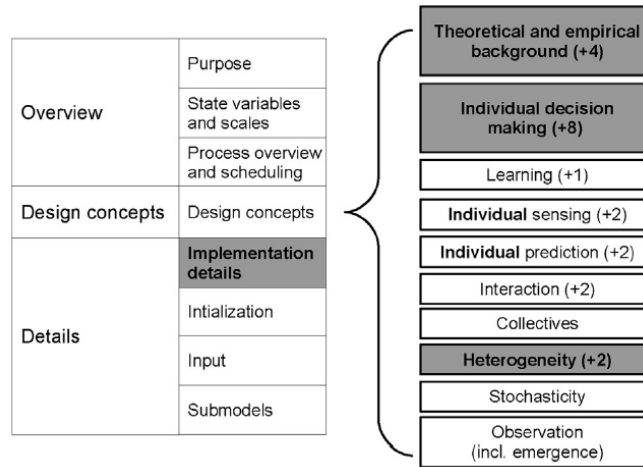 Overview
Purpose
State variables
and scales
Process overview
and scheduling
Design concepts
Design concepts
Details
Implementation
details
Intialization
Input
Submodels
Theoretical and empirical
background (+4)
Individual decision
making (+8)
Learning (+1)
Individual sensing (+2)
Individual prediction (+2)
Interaction (+2)
Collectives
Heterogeneity (+2)
Stochasticity
Observation
(incl. emergence)